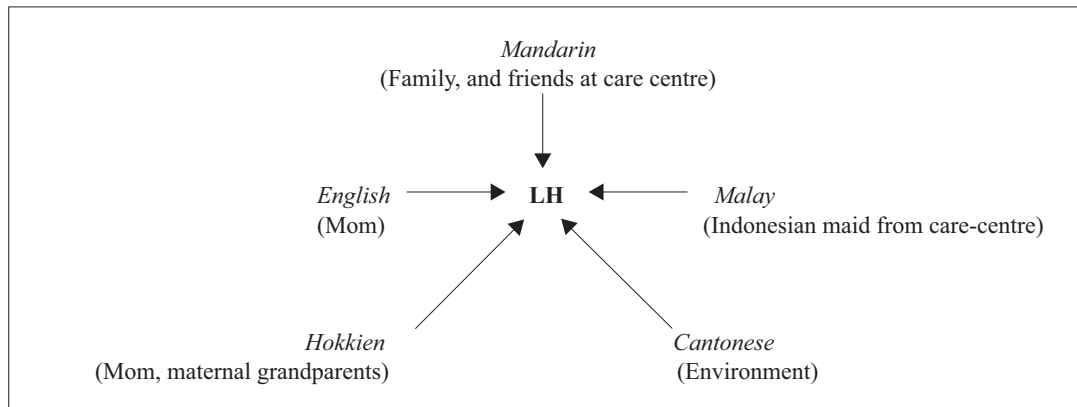 Mandarin
(Family, and friends at care centre)
English
(Mom)
LH
Malay
(Indonesian maid from care-centre)
Hokkien
(Mom, maternal grandparents)
Cantonese
(Environment)